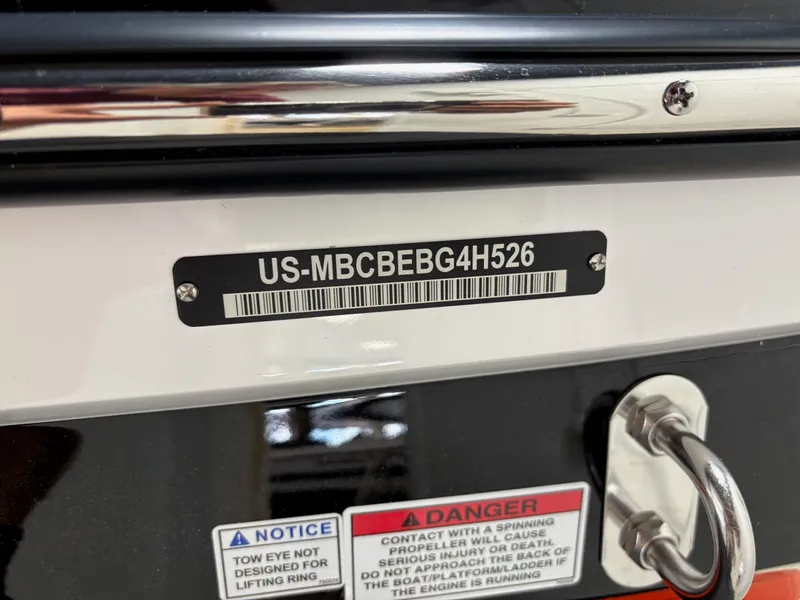 US-MBCBEBG4H526
NOTICE
TOW EYE NOT
DESIGNED FOR
LIFTING RING
DANGER
CONTACT WITH A SPINNING
PROPELLER WILL CAUSE
SERIOUS INJURY OR DEATH.
DO NOT APPROACH THE BACK OF
THE BOAT/PLATFORM/LADDER IF
THE ENGINE IS RUNNING